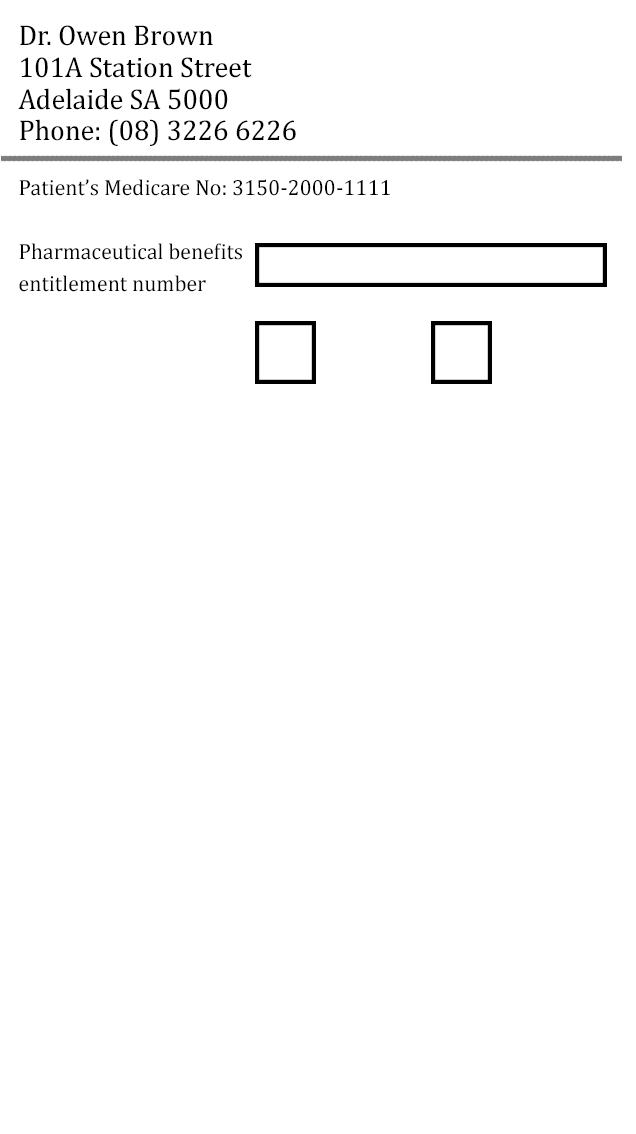 Dr. Owen Brown
101A Station Street
Adelaide SA 5000
Phone: (08) 3226 6226
Patient’s Medicare No: 3150-2000-1111
Pharmaceutical benefits
entitlement number